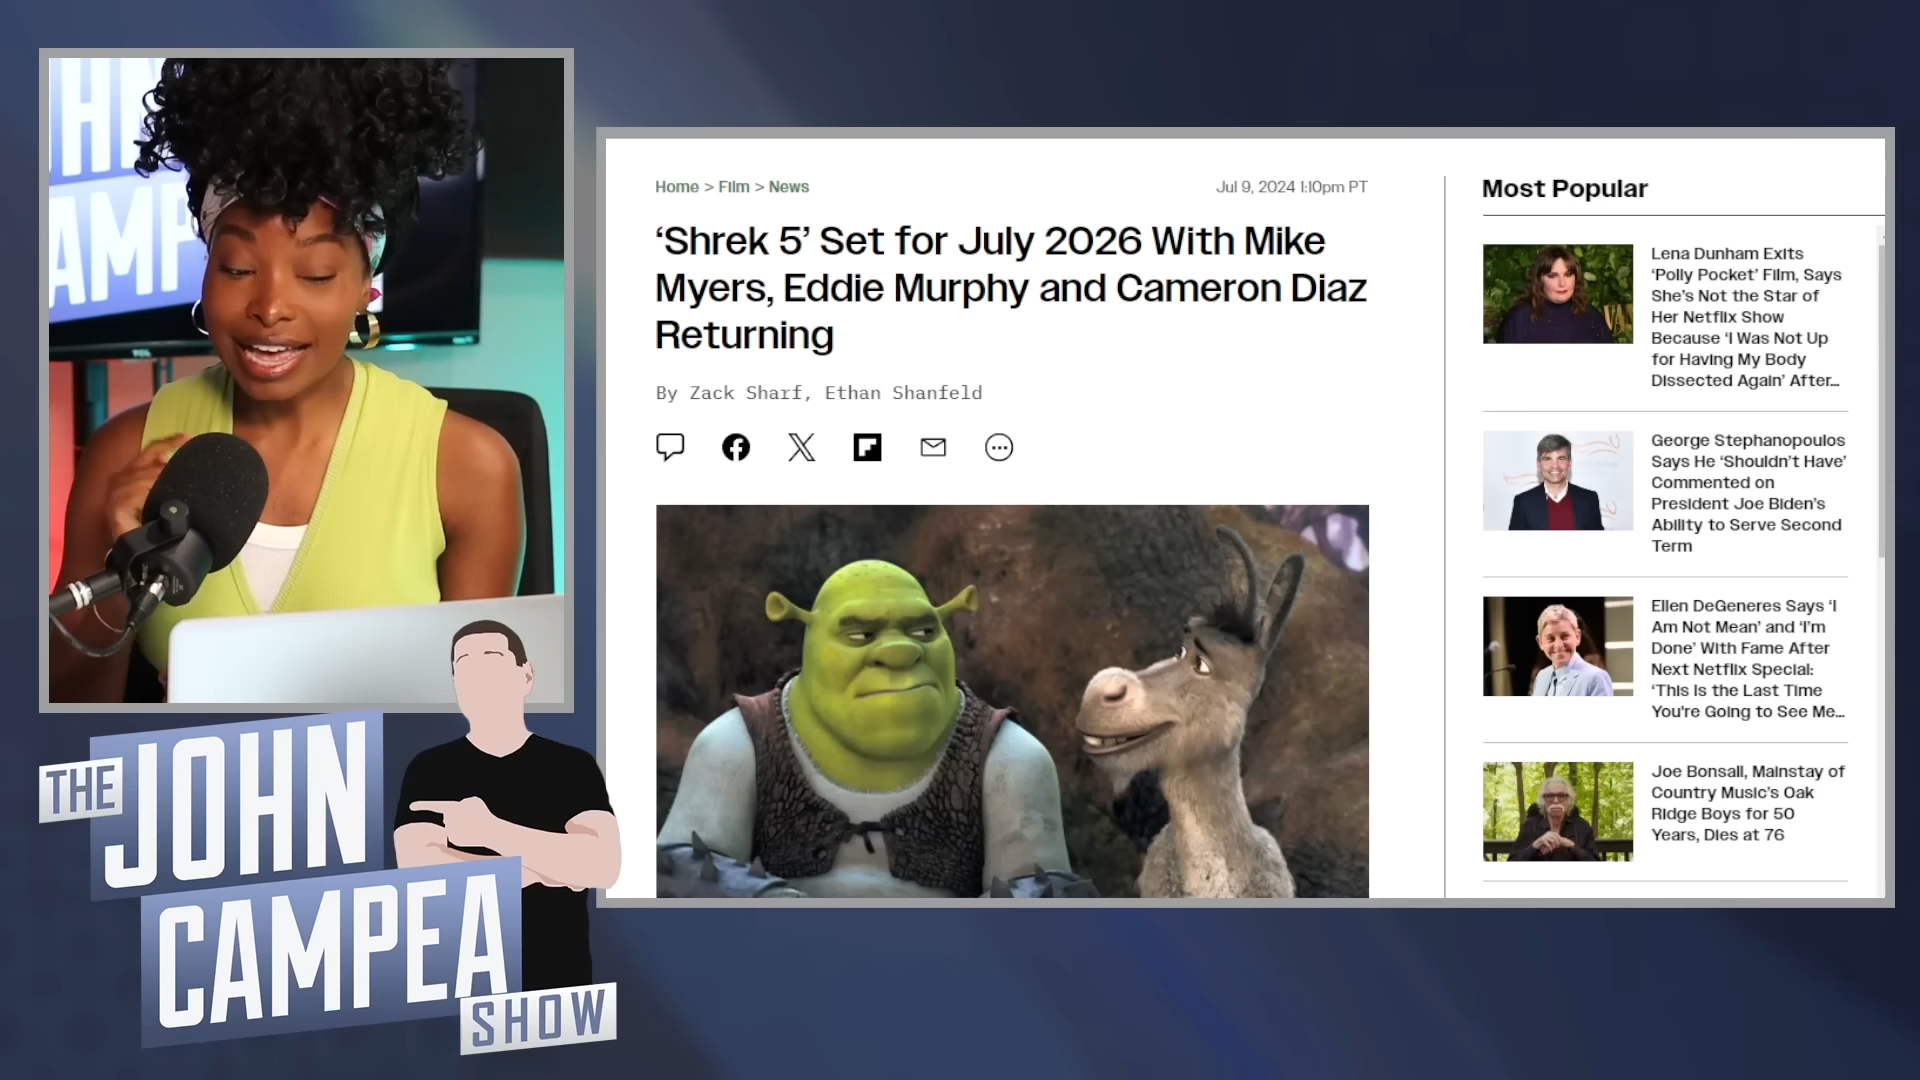 Home > Film > News
Jul 9, 2024 1:10pm PT
‘Shrek 5’ Set for July 2026 With Mike
Myers, Eddie Murphy and Cameron Diaz
Returning
By Zack Sharf, Ethan Shanfeld
Most Popular
Lena Dunham Exits
‘Polly Pocket’ Film, Says
She’s Not the Star of
Her Netflix Show
Because ‘I Was Not Up
for Having My Body
Dissected Again’ After...
George Stephanopoulos
Says He ‘Shouldn’t Have’
Commented on
President Joe Biden’s
Ability to Serve Second
Term
Ellen DeGeneres Says ‘I
Am Not Mean’ and ‘I’m
Done’ With Fame After
Next Netflix Special:
‘This Is the Last Time
You're Going to See Me...
Joe Bonsall, Mainstay of
Country Music’s Oak
Ridge Boys for 50
Years, Dies at 76
THE
JOHN
CAMPEA
SHOW